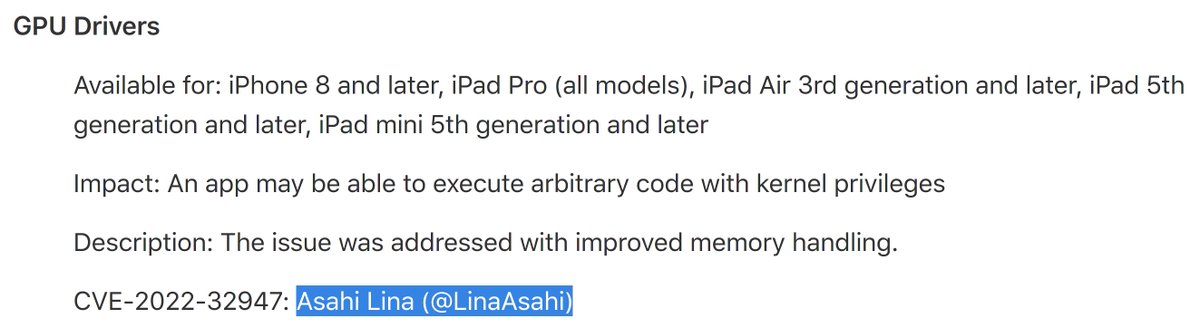 GPU Drivers
Available for: iPhone 8 and later, iPad Pro (all models), iPad Air 3rd generation and later, iPad 5th
generation and later, iPad mini 5th generation and later
Impact: An app may be able to execute arbitrary code with kernel privileges
Description: The issue was addressed with improved memory handling.
CVE-2022-32947: Asahi Lina (@LinaAsahi)